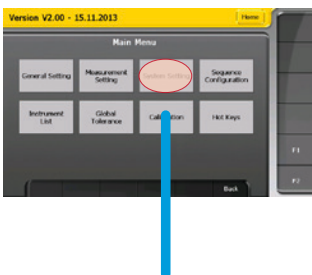 Version V2.00 - 15.11.2013
Home
Main Menu
General Setting
Measurement
Setting
System Setting
Sequence
Configuration
Instrument
List
Global
Tolerance
Hot Keys
F1
F2
Back